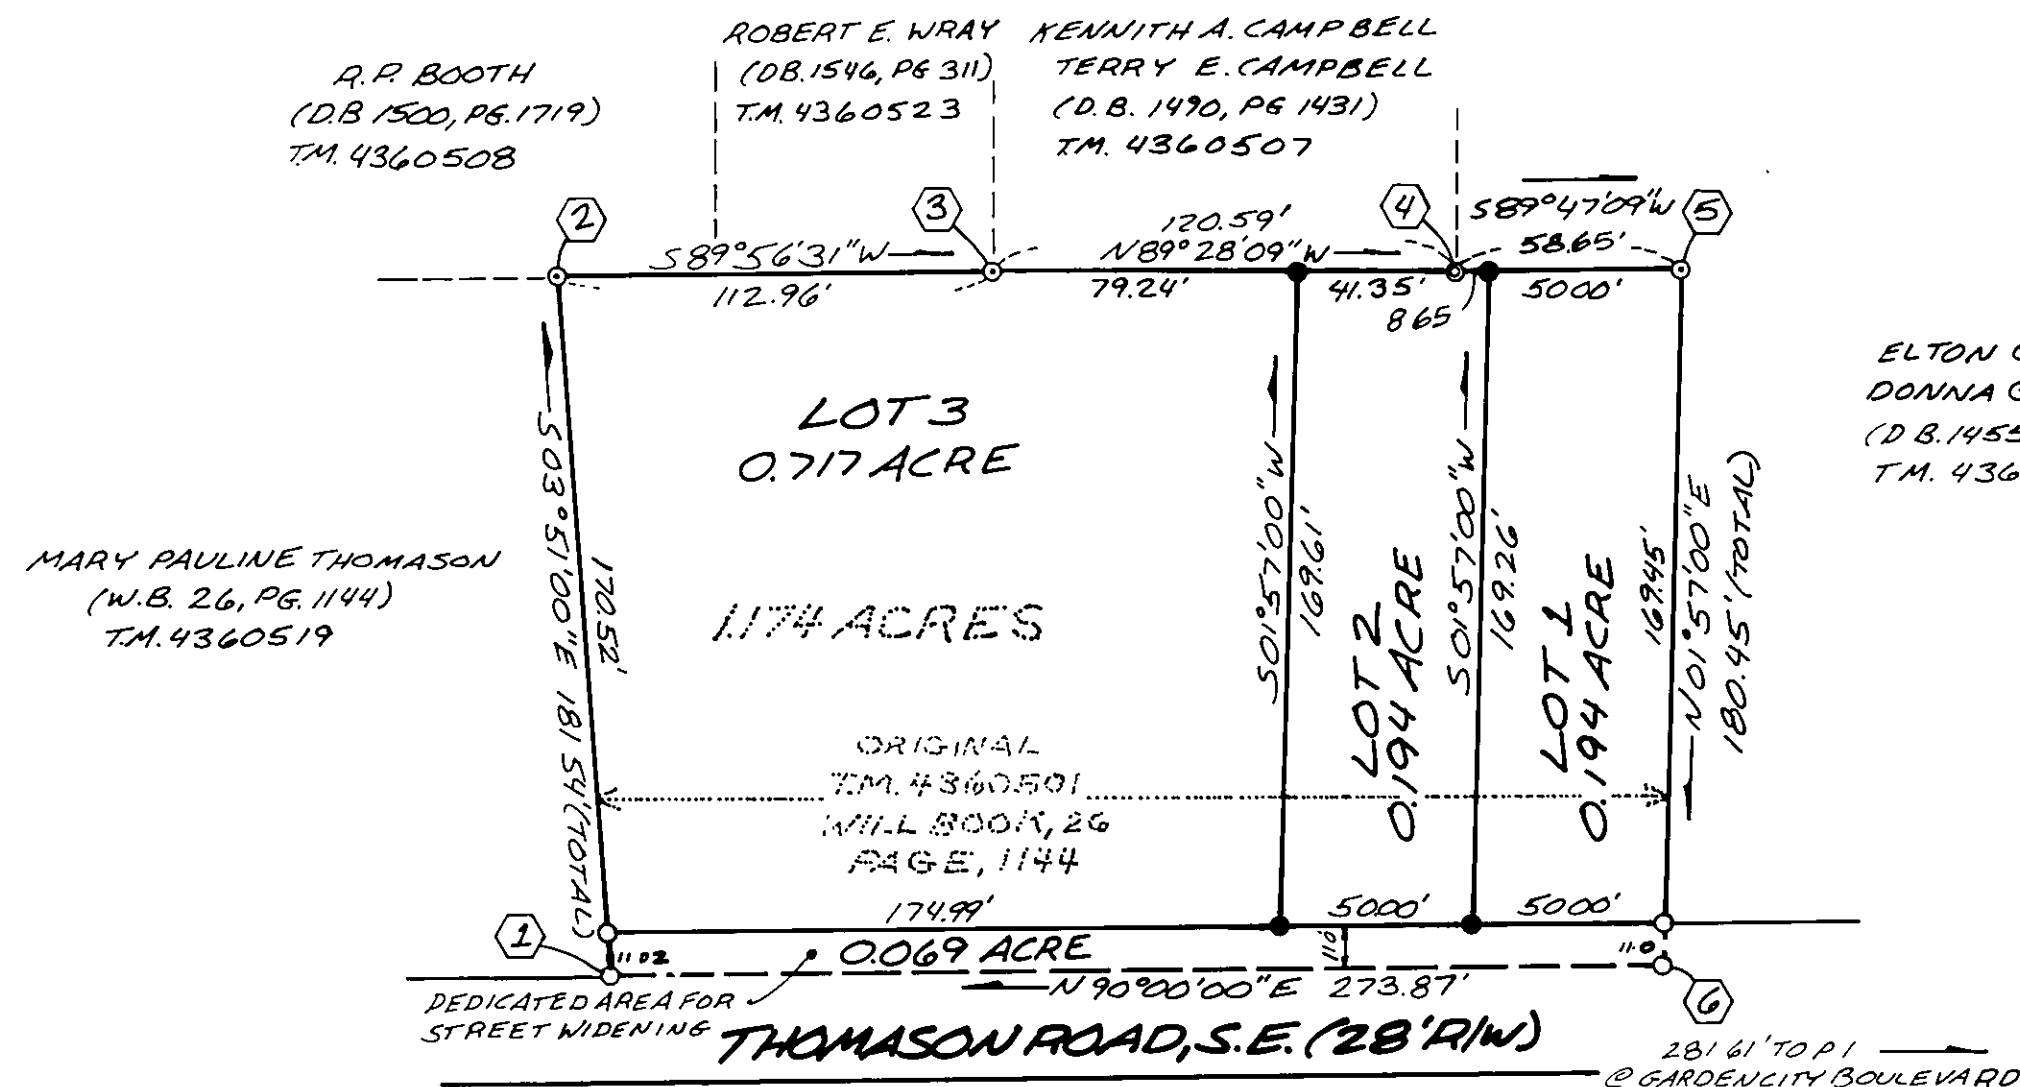 ROBERT E. WRAY
(D.B. 1546, PG 311)
T.M. 4360523
KENNITH A. CAMPBELL
TERRY E. CAMPBELL
(D.B. 1490, PG 1431)
T.M. 4360507
R.P. BOOTH
(D.B 1500, PG. 1719)
T.M. 4360508
2
3
4
5
S89°56'31"W
112.96'
120.59'
N89°28'09"W
79.24'
41.35'
S89°47'09"W
58.65'
8 65
50 00'
ELTON
DONNA
(D B. 1455
T M. 436
LOT 3
0.717 ACRE
S 03°51'00"E 181 54'(TOTAL)
170.52'
MARY PAULINE THOMASON
(W.B. 26, PG. 1144)
T.M. 4360519
1.174 ACRES
S01°57'00"W
169.61'
LOT 2
0.194 ACRE
S01°57'00"W
169.26'
LOT 1
0.194 ACRE
169.45'
N01°57'00"E
180.45'(TOTAL)
ORIGINAL
T.M. 4360501
WILL BOOK, 26
PAGE, 1144
174.99'
50 00'
50 00'
1
11 02
0.069 ACRE
11 0'
11 0
N 90°00'00"E 273.87'
6
DEDICATED AREA FOR
STREET WIDENING
THOMASON ROAD, S.E. (28' R/W)
281 61' TO P I
@ GARDEN CITY BOULEVARD